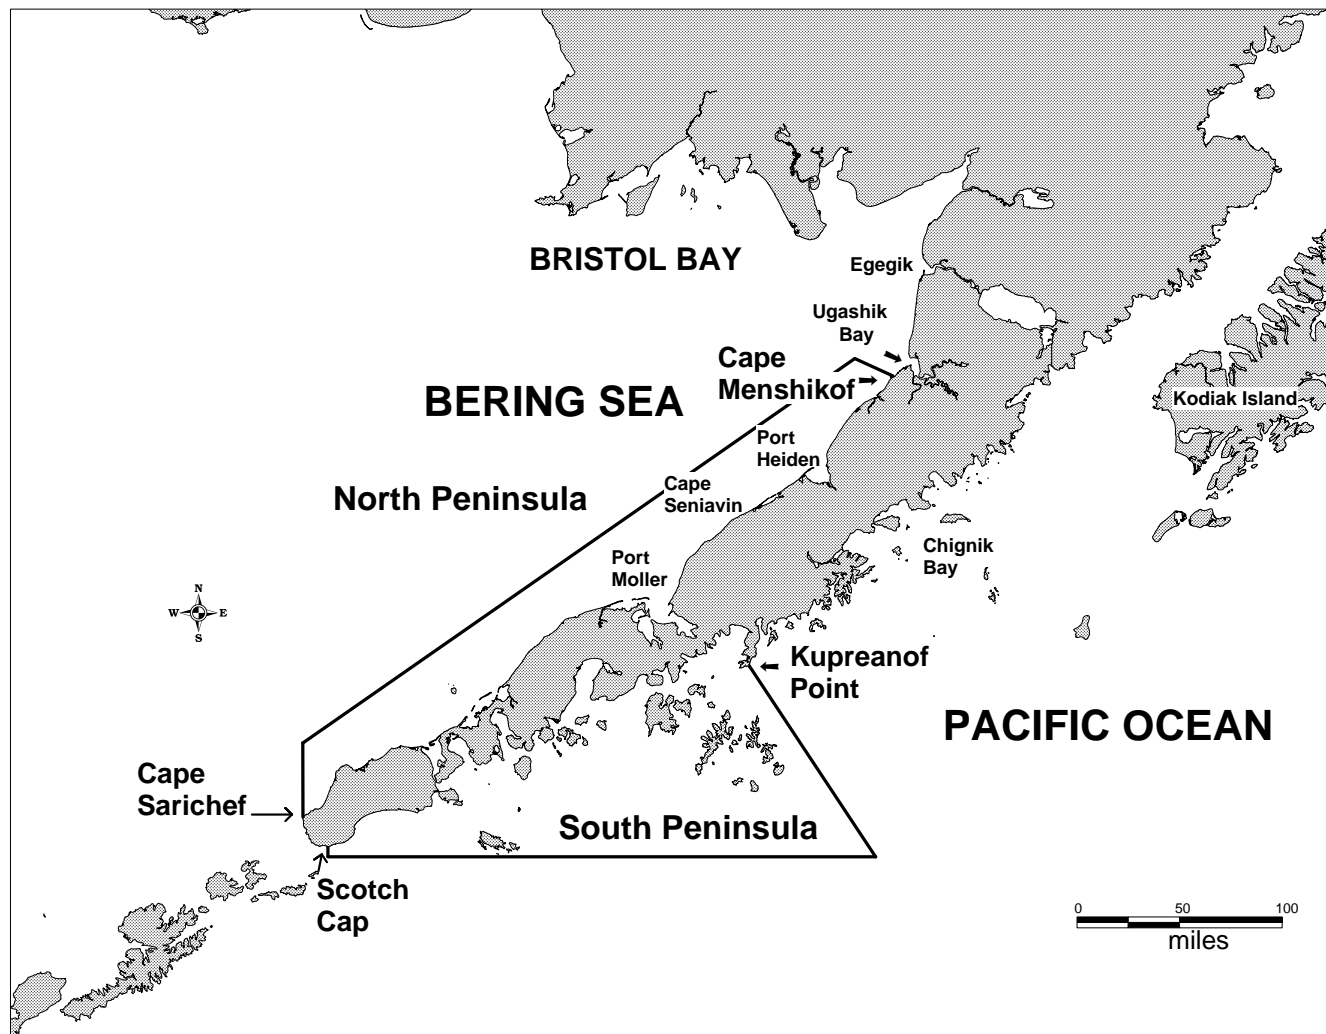 BRISTOL BAY
Egegik
Ugashik
Bay
Cape
Menshikof
BERING SEA
Kodiak Island
Port
Heiden
North Peninsula
Cape
Seniavin
Chignik
Bay
Port
Moller
N
W E
S
Kupreanof
Point
PACIFIC OCEAN
Cape
Sarichef
South Peninsula
Scotch
Cap
0 50 100
miles